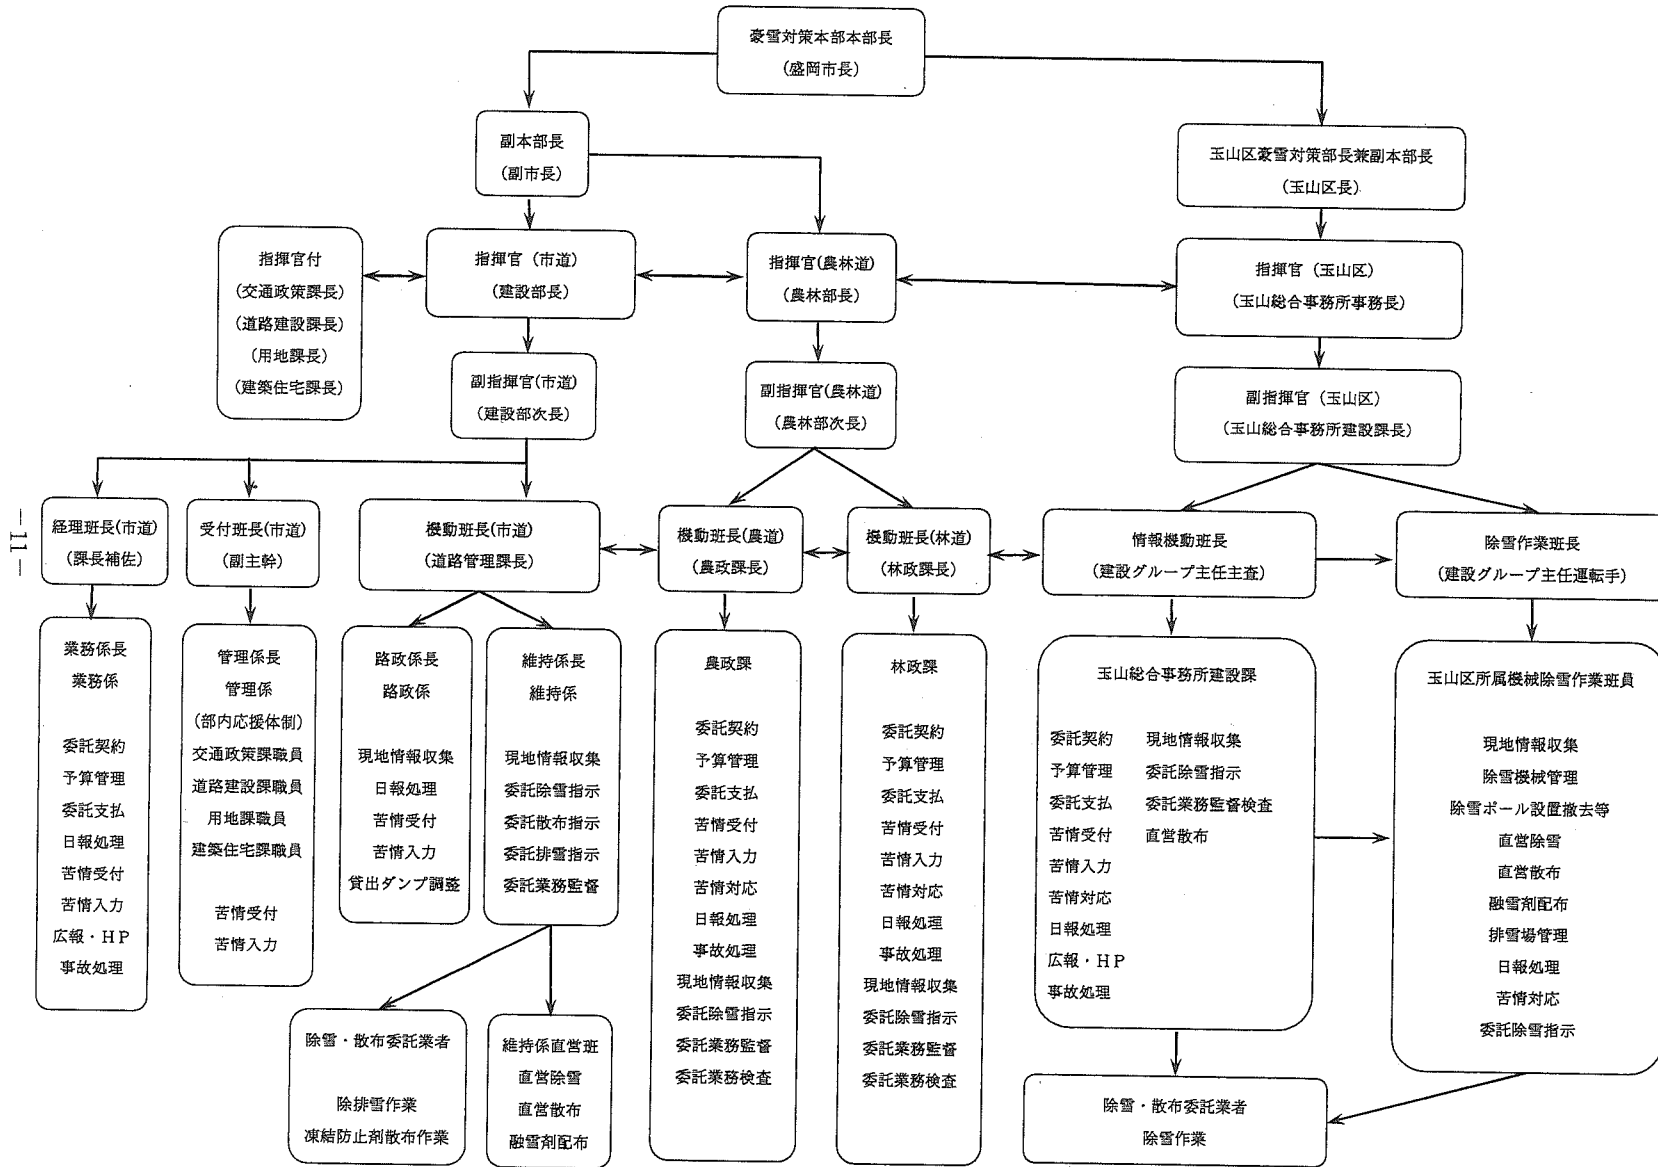 豪雪対策本部本部長
(盛岡市長)
副本部長
(副市長)
玉山区豪雪対策部長兼副本部長
(玉山区長)
指揮官付
(交通政策課長)
(道路建設課長)
(用地課長)
(建築住宅課長)
指揮官(市道)
(建設部長)
指揮官(農林道)
(農林部長)
指揮官(玉山区)
(玉山総合事務所事務長)
副指揮官(市道)
(建設部次長)
副指揮官(農林道)
(農林部次長)
副指揮官(玉山区)
(玉山総合事務所建設課長)
経理班長(市道)
(課長補佐)
受付班長(市道)
(副主幹)
機動班長(市道)
(道路管理課長)
機動班長(農道)
(農政課長)
機動班長(林道)
(林政課長)
情報機動班長
(建設グループ主任主査)
除雪作業班長
(建設グループ主任運転手)
業務係長
業務係
委託契約
予算管理
委託支払
日報処理
苦情受付
苦情入力
広報・HP
事故処理
管理係長
管理係
(部内応援体制)
交通政策課職員
道路建設課職員
用地課職員
建築住宅課職員
苦情受付
苦情入力
路政係長
路政係
現地情報収集
日報処理
苦情受付
苦情入力
貸出ダンプ調整
維持係長
維持係
現地情報収集
委託除雪指示
委託散布指示
委託排雪指示
委託業務監督
農政課
委託契約
予算管理
委託支払
苦情受付
苦情入力
苦情対応
日報処理
事故処理
現地情報収集
委託除雪指示
委託業務監督
委託業務検査
林政課
委託契約
予算管理
委託支払
苦情受付
苦情入力
苦情対応
日報処理
事故処理
現地情報収集
委託除雪指示
委託業務監督
委託業務検査
玉山総合事務所建設課
委託契約 現地情報収集
予算管理 委託除雪指示
委託支払 委託業務監督検査
苦情受付 直営散布
苦情入力
苦情対応
日報処理
広報・HP
事故処理
玉山区所属機械除雪作業班員
現地情報収集
除雪機械管理
除雪ポール設置撤去等
直営除雪
直営散布
融雪剤配布
排雪場管理
日報処理
苦情対応
委託除雪指示
除雪・散布委託業者
除排雪作業
凍結防止剤散布作業
維持係直営班
直営除雪
直営散布
融雪剤配布
除雪・散布委託業者
除雪作業
—11—